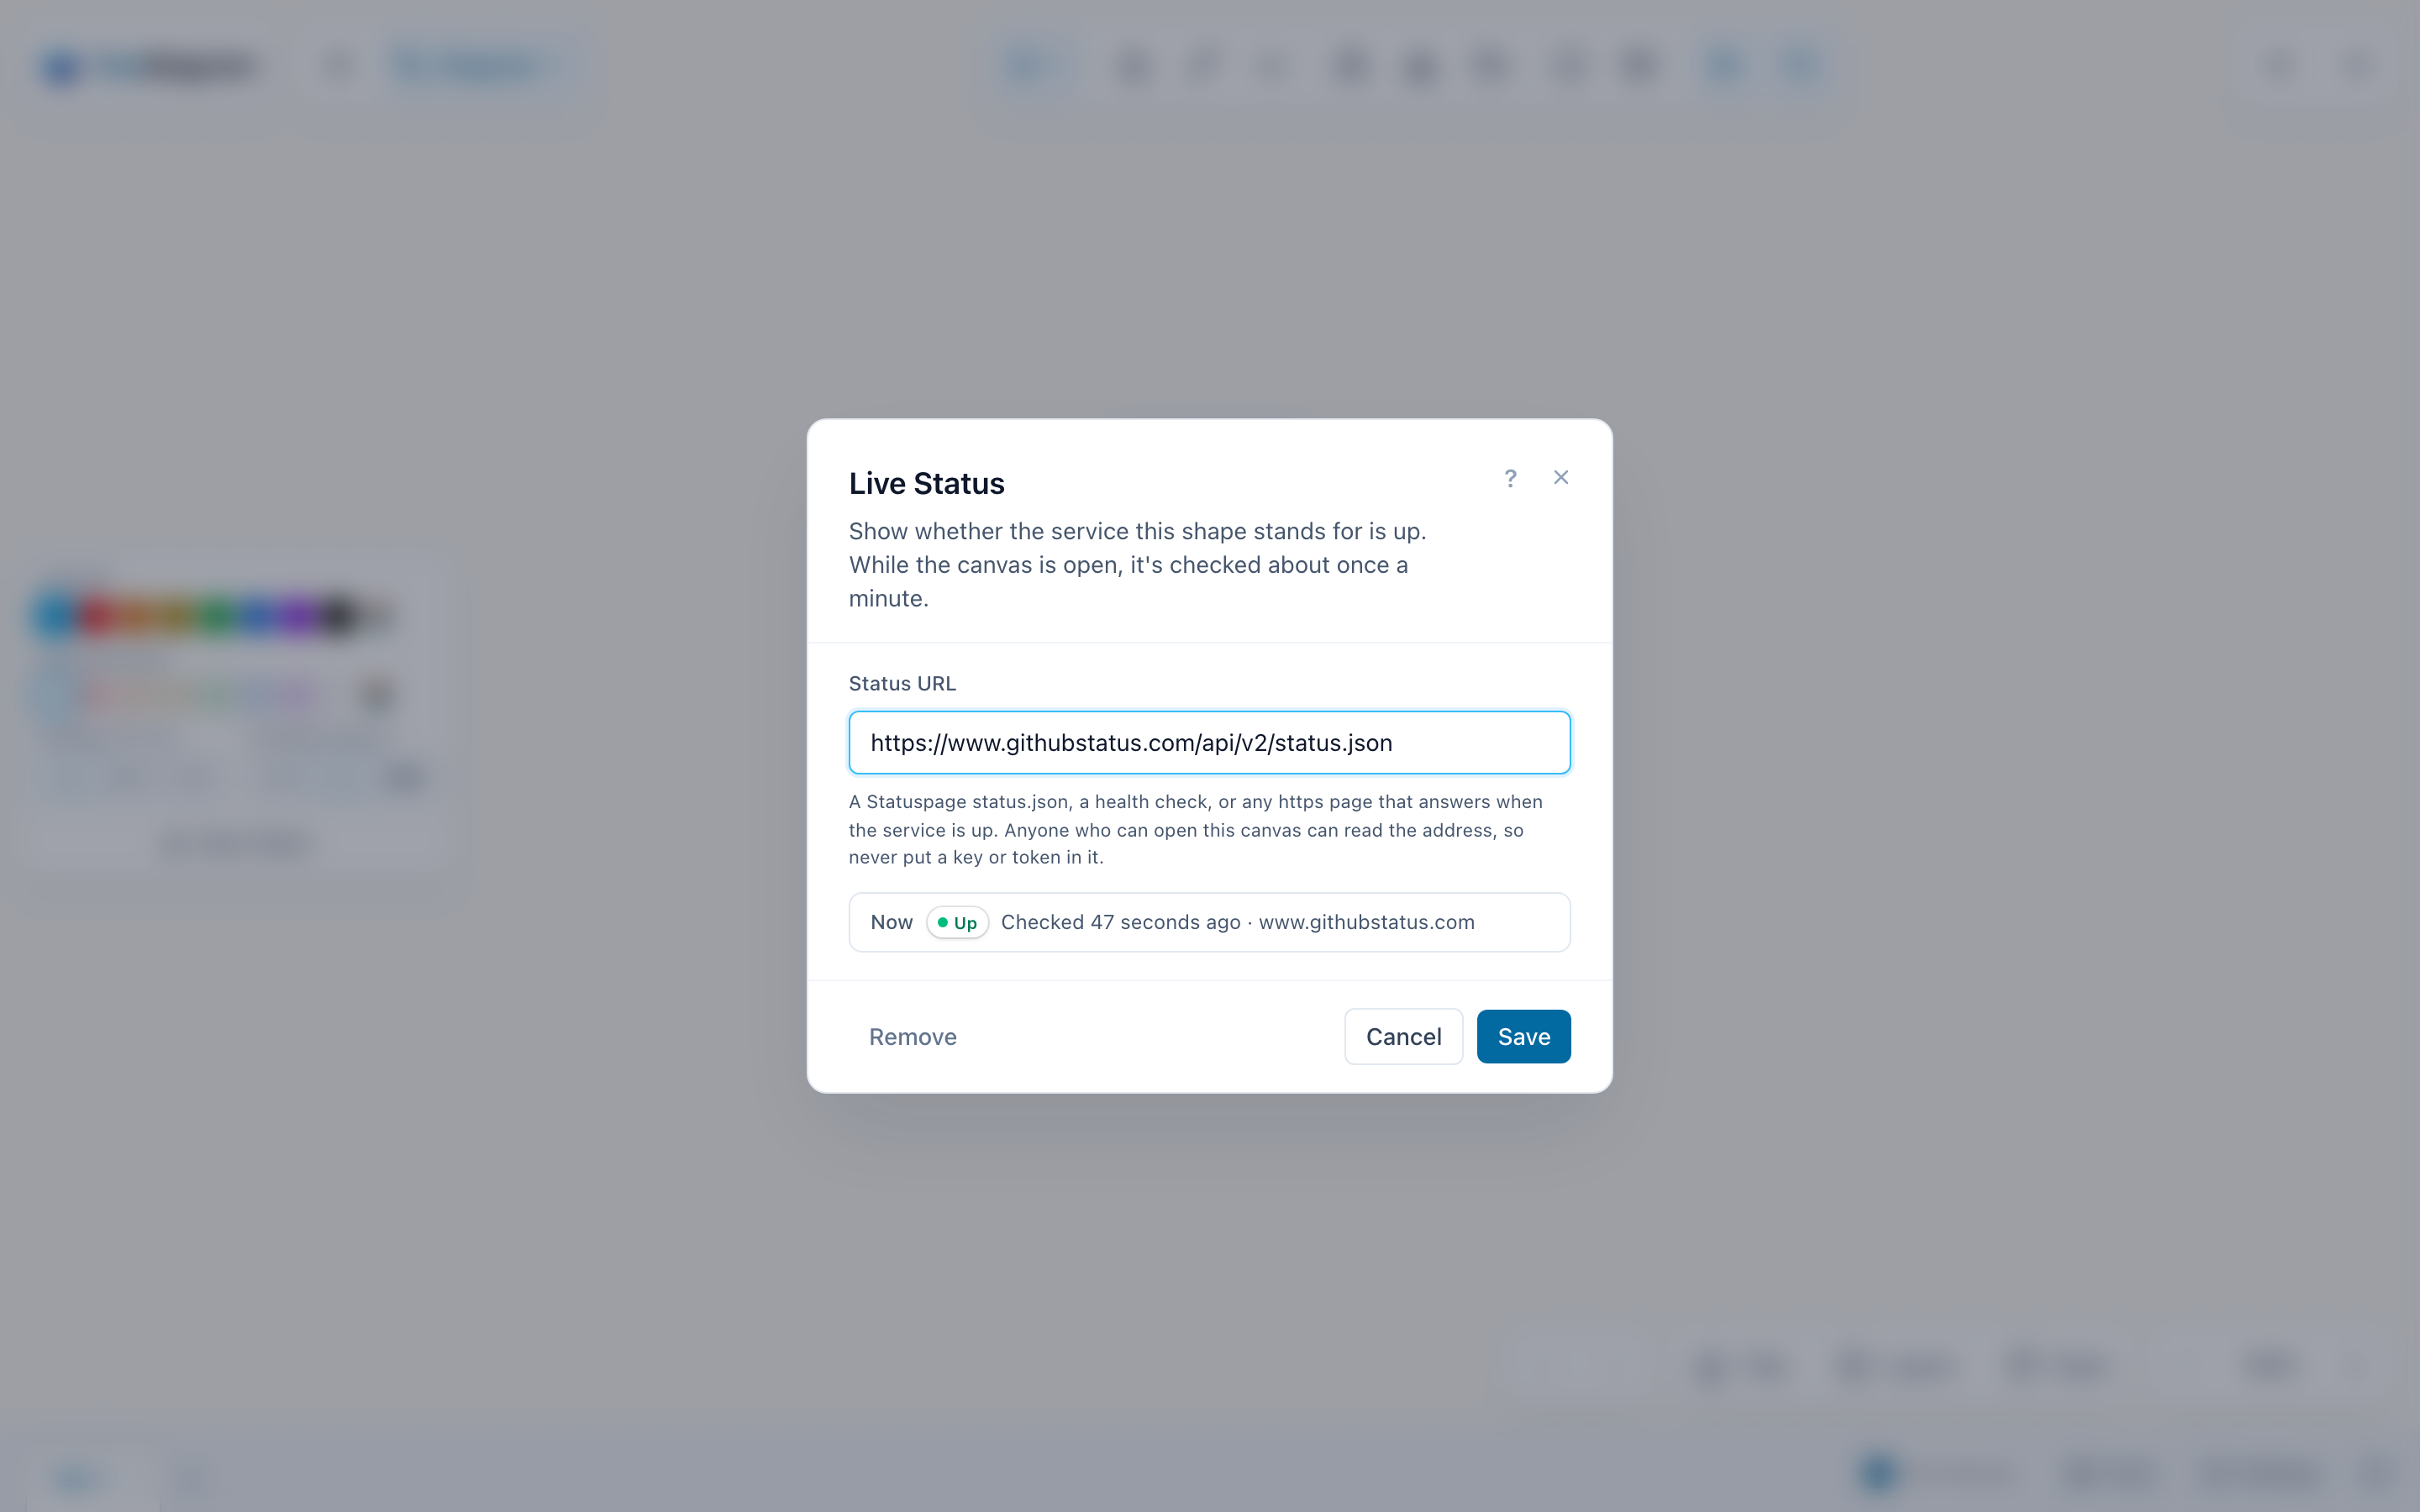 Live Status
?
Show whether the service this shape stands for is up.
While the canvas is open, it's checked about once a
minute.
Status URL
https://www.githubstatus.com/api/v2/status.json
A Statuspage status.json, a health check, or any https page that answers when
the service is up. Anyone who can open this canvas can read the address, so
never put a key or token in it.
Now Up Checked 47 seconds ago · www.githubstatus.com
Remove Cancel Save